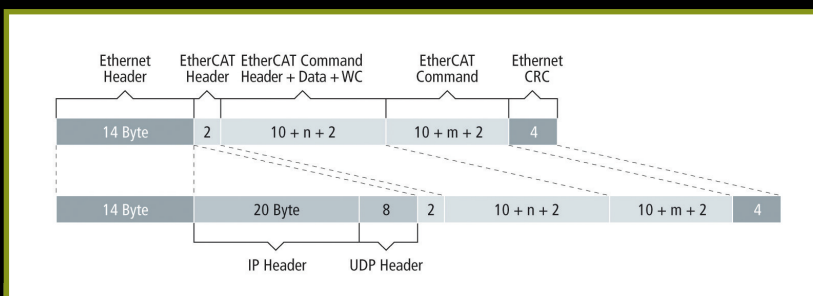 Ethernet
Header
EtherCAT
Header
EtherCAT Command
Header + Data + WC
EtherCAT
Command
Ethernet
CRC
14 Byte
2
10 + n + 2
10 + m + 2
4
14 Byte
20 Byte
8
2
10 + n + 2
10 + m + 2
4
IP Header
UDP Header